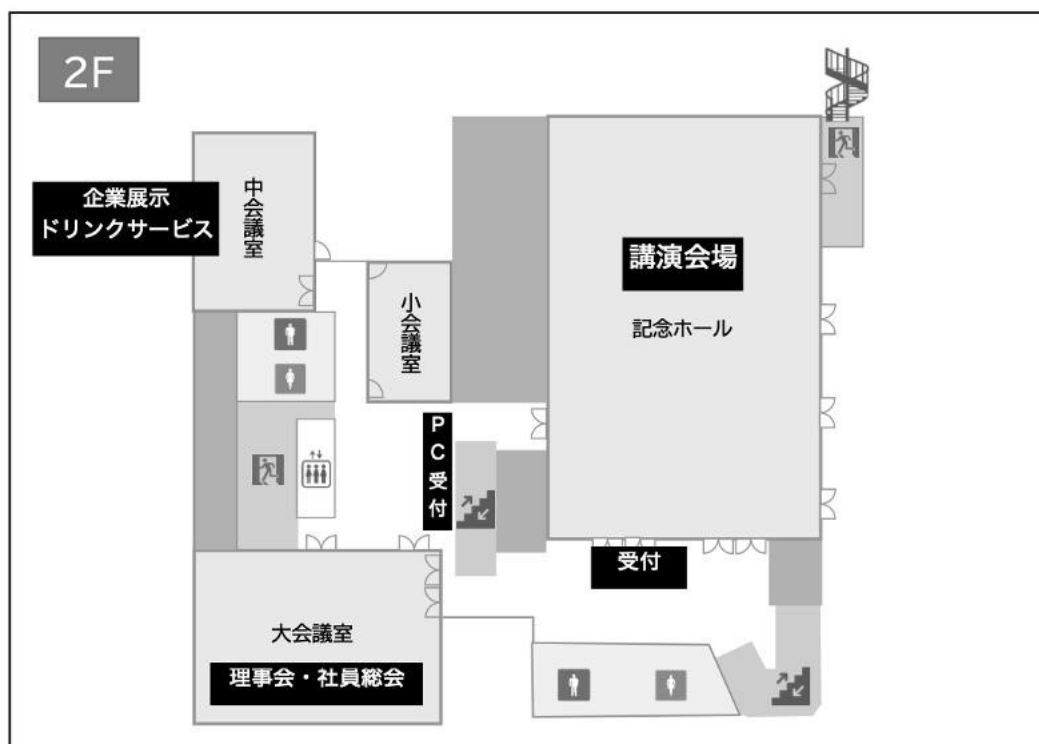 2F
企業展示
ドリンクサービス
中会議室
小会議室
講演会場
記念ホール
PC受付
受付
大会議室
理事会・社員総会